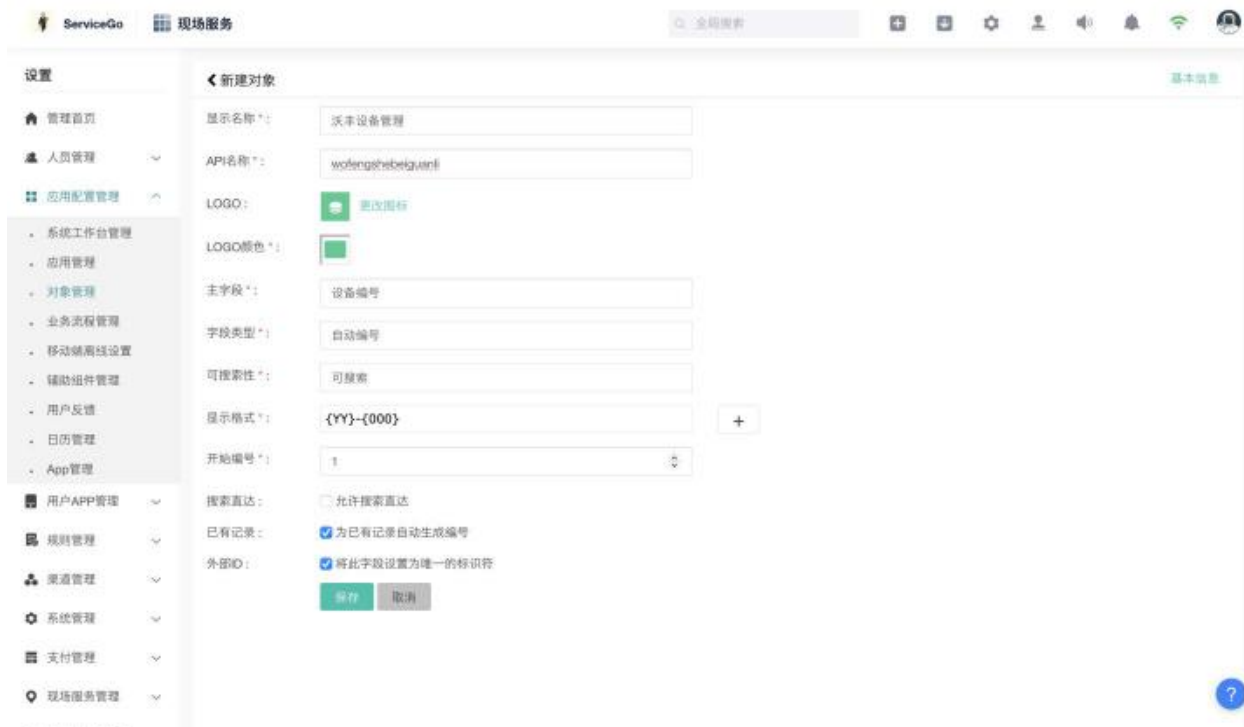 ServiceGo 现场服务 全局搜索
设置
管理首页
人员管理
应用配置管理
系统工作台管理
应用管理
对象管理
业务流程管理
移动端离线设置
辅助组件管理
用户反馈
日历管理
App管理
用户APP管理
规则管理
渠道管理
系统管理
支付管理
现场服务管理
新建对象 基本信息
显示名称*: 沃丰设备管理
API名称*: wofengshebeiguanli
LOGO: 更改图标
LOGO颜色*:
主字段*: 设备编号
字段类型*: 自动编号
可搜索性*: 可搜索
显示格式*: {YY}-{000} +
开始编号*: 1
搜索直达: 允许搜索直达
已有记录: 为已有记录自动生成编号
外部ID: 将此字段设置为唯一的标识符
保存 取消
?